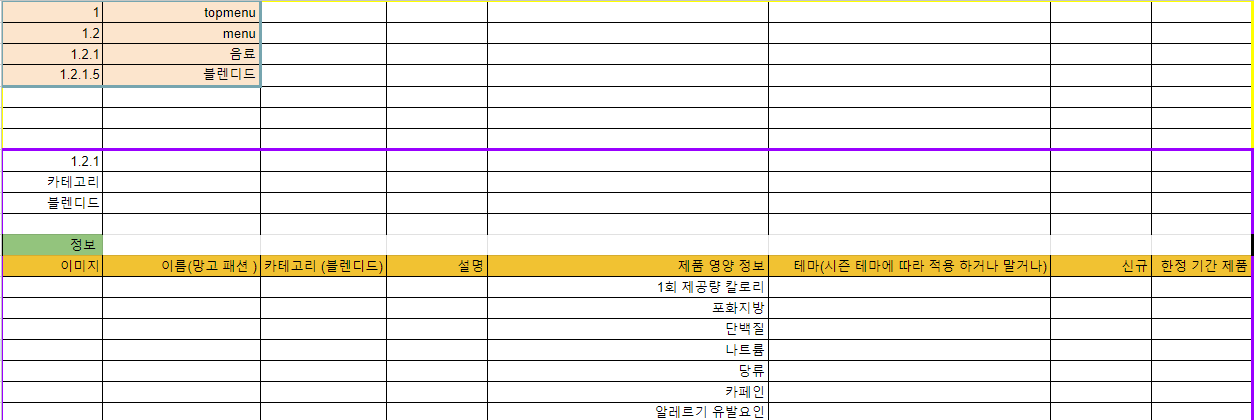 1 topmenu
1.2 menu
1.2.1 음료
1.2.1.5 블렌디드
1.2.1
카테고리
블렌디드
정보
이미지 이름(망고 패션 ) 카테고리 (블렌디드) 설명 제품 영양 정보 테마(시즌 테마에 따라 적용 하거나 말거나) 신규 한정 기간 제품
1회 제공량 칼로리
포화지방
단백질
나트륨
당류
카페인
알레르기 유발요인